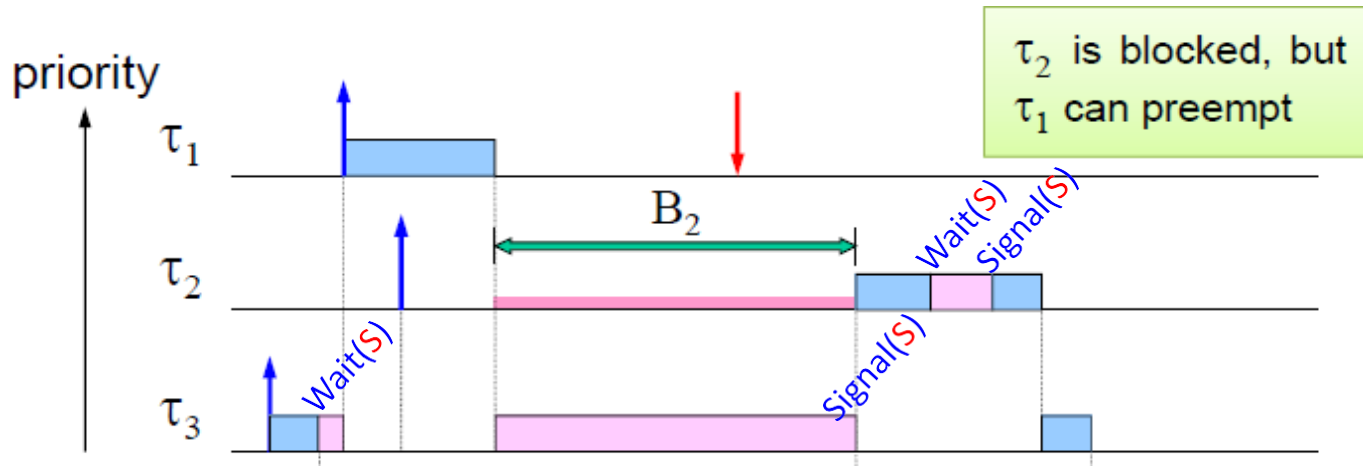 τ₂ is blocked, but
τ₁ can preempt
priority
τ₁
B₂
Wait(S)
Signal(S)
τ₂
Wait(S)
Signal(S)
τ₃